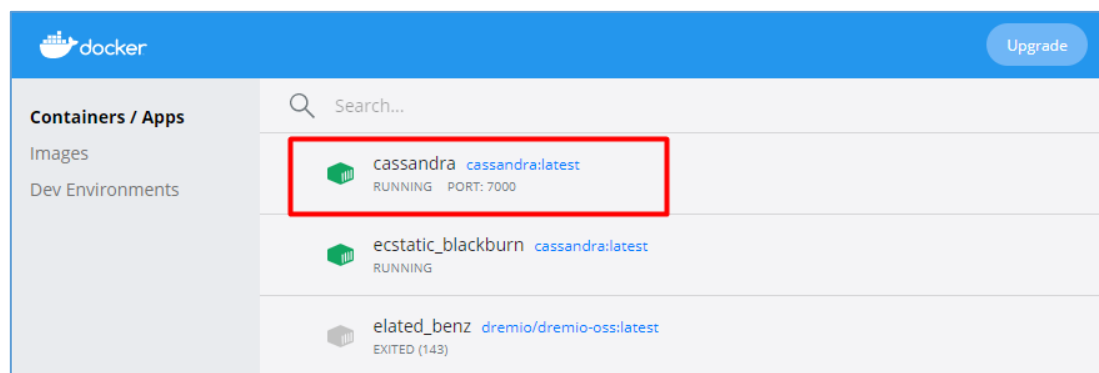 docker
Upgrade
Containers / Apps
Images
Dev Environments
Search...
cassandra cassandra:latest
RUNNING PORT: 7000
ecstatic_blackburn cassandra:latest
RUNNING
elated_benz dremio/dremio-oss:latest
EXITED (143)